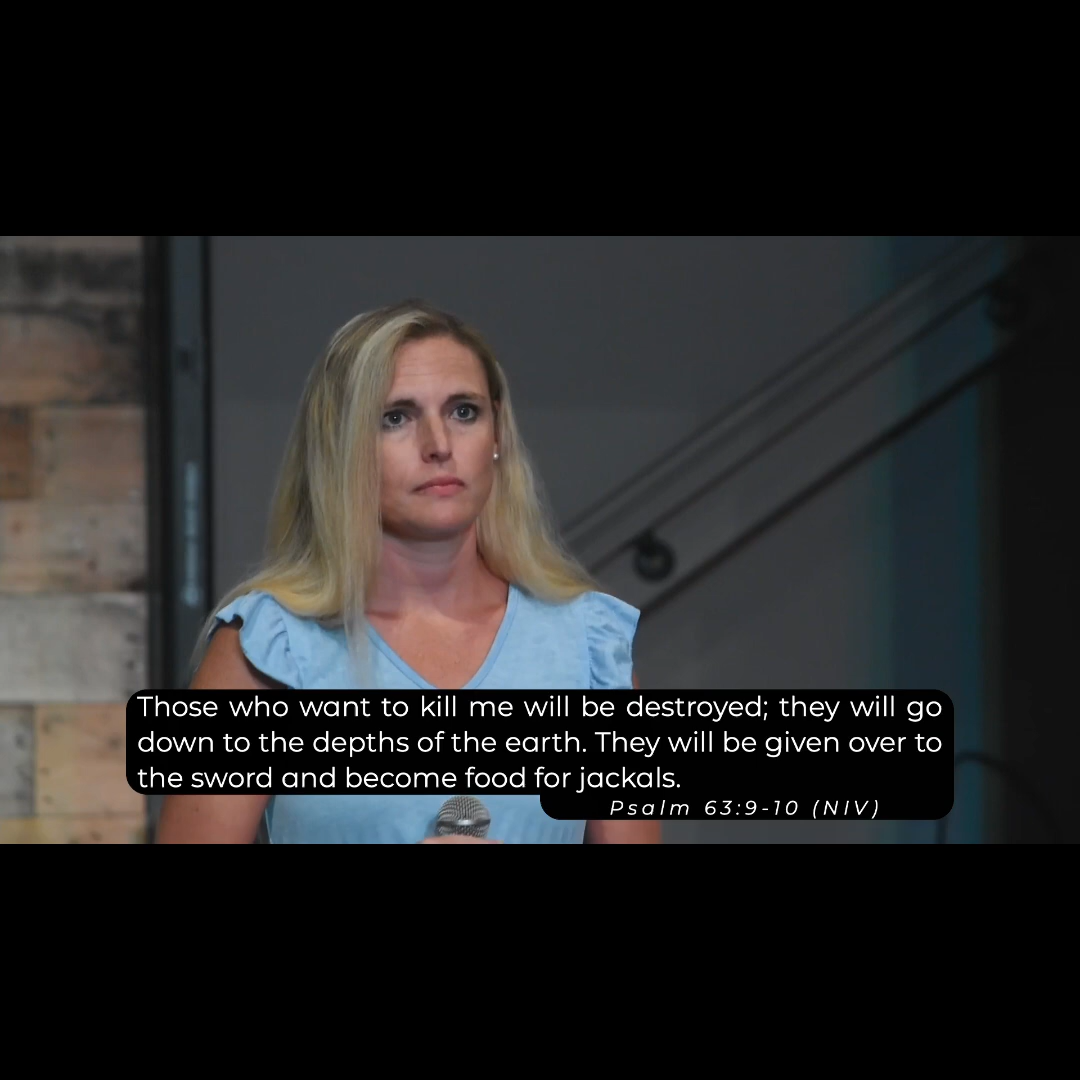 Those who want to kill me will be destroyed; they will go
down to the depths of the earth. They will be given over to
the sword and become food for jackals.
Psalm 63:9-10 (NIV)